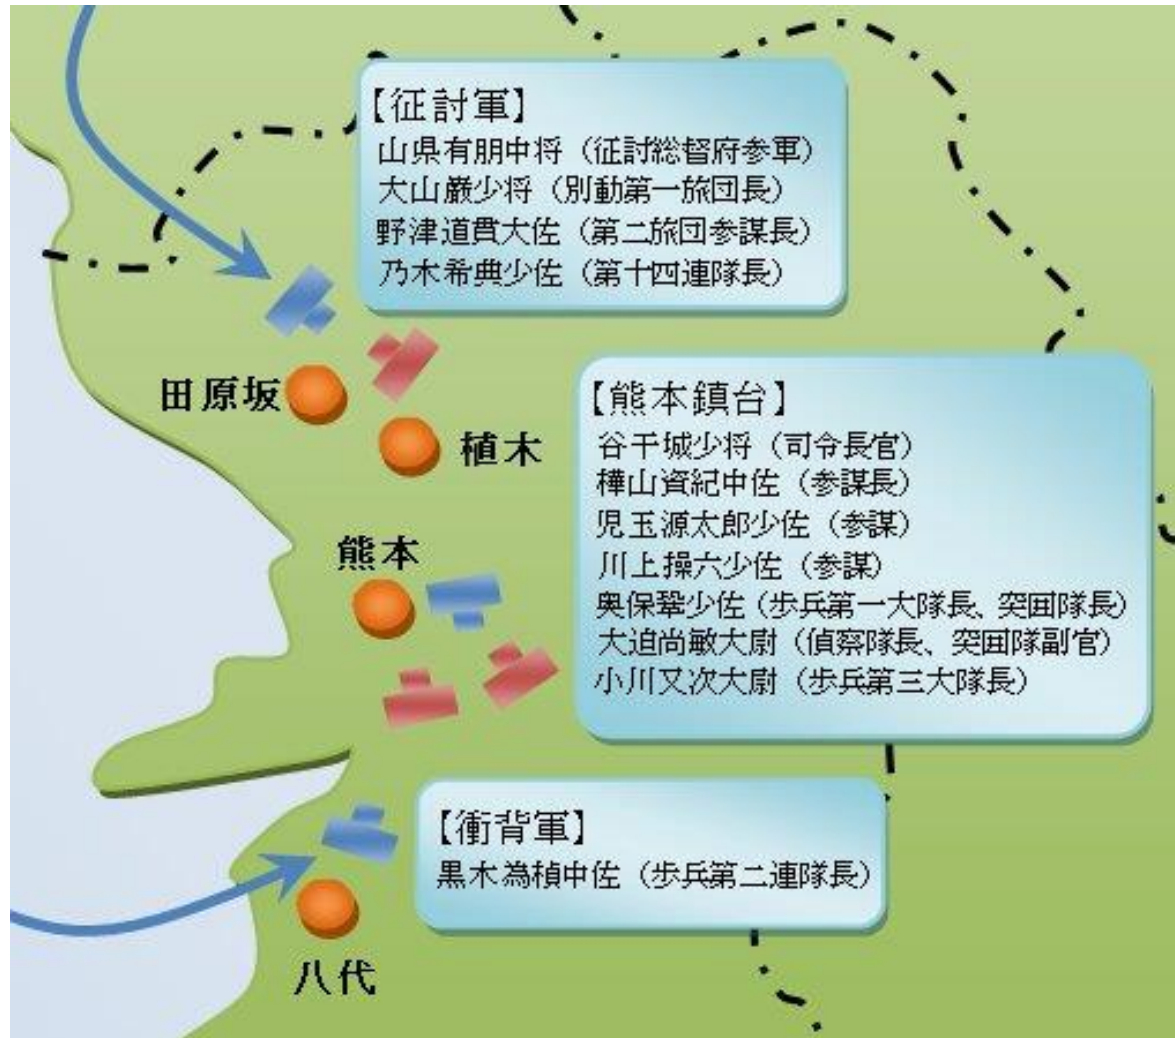 【征討軍】
山県有朋中将（征討総督府参軍）
大山巌少将（別動第一旅団長）
野津道貫大佐（第二旅団参謀長）
乃木希典少佐（第十四連隊長）
田原坂
植木
【熊本鎮台】
谷干城少将（司令長官）
樺山資紀中佐（参謀長）
児玉源太郎少佐（参謀）
川上操六少佐（参謀）
奥保鞏少佐（歩兵第一大隊長、突囲隊長）
大迫尚敏大尉（偵察隊長、突囲隊副官）
小川又次大尉（歩兵第三大隊長）
熊本
【衝背軍】
黒木為楨中佐（歩兵第二連隊長）
八代